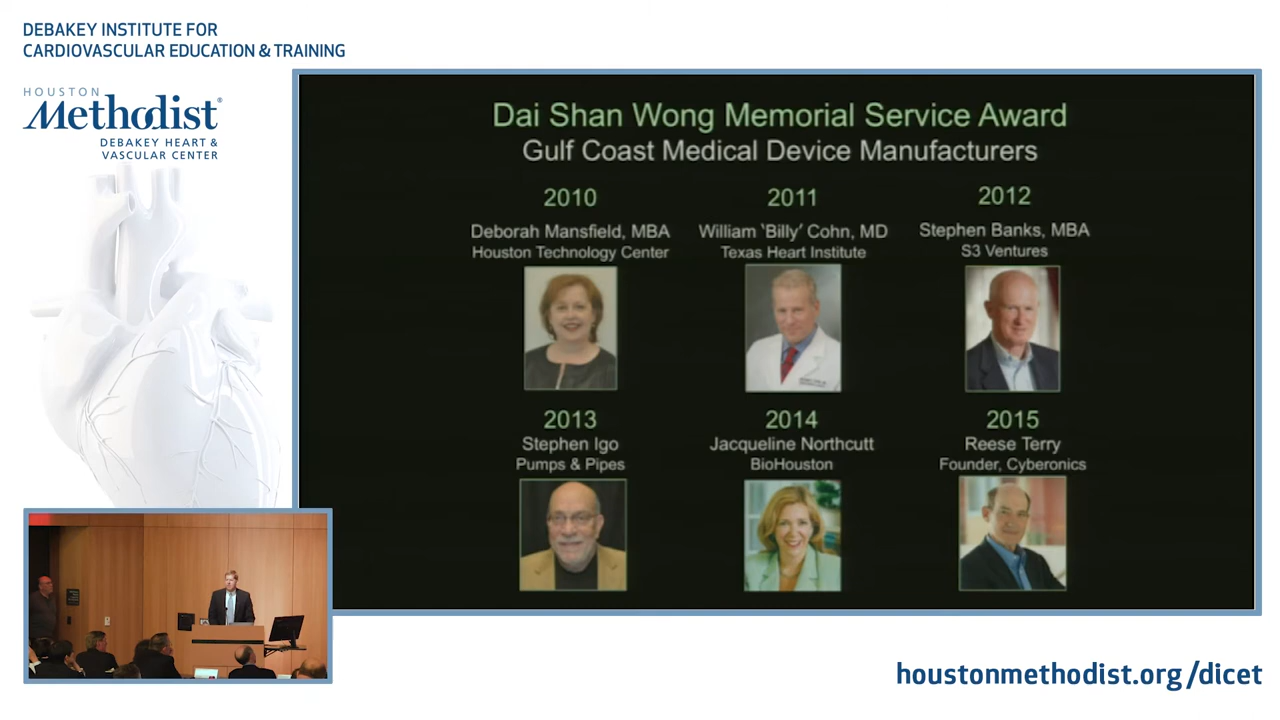 DEBAKEY INSTITUTE FOR
CARDIOVASCULAR EDUCATION & TRAINING
HOUSTON
Methodist®
DEBAKEY HEART &
VASCULAR CENTER
Dai Shan Wong Memorial Service Award
Gulf Coast Medical Device Manufacturers
2010
Deborah Mansfield, MBA
Houston Technology Center
2011
William 'Billy' Cohn, MD
Texas Heart Institute
2012
Stephen Banks, MBA
S3 Ventures
2013
Stephen Igo
Pumps & Pipes
2014
Jacqueline Northcutt
BioHouston
2015
Reese Terry
Founder, Cyberonics
houstonmethodist.org/dicet